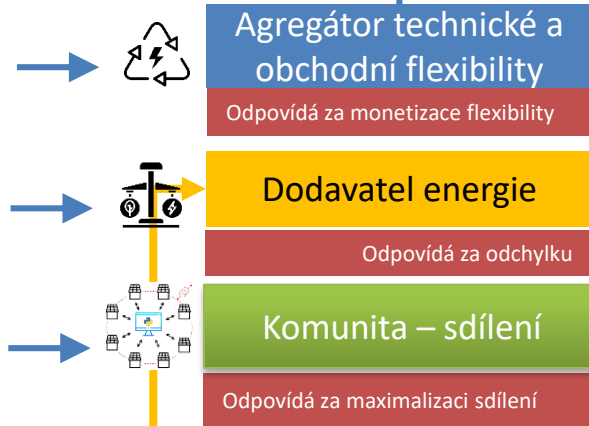 Agregátor technické a
obchodní flexibility
Odpovídá za monetizace flexibility
Dodavatel energie
Odpovídá za odchylku
Komunita – sdílení
Odpovídá za maximalizaci sdílení